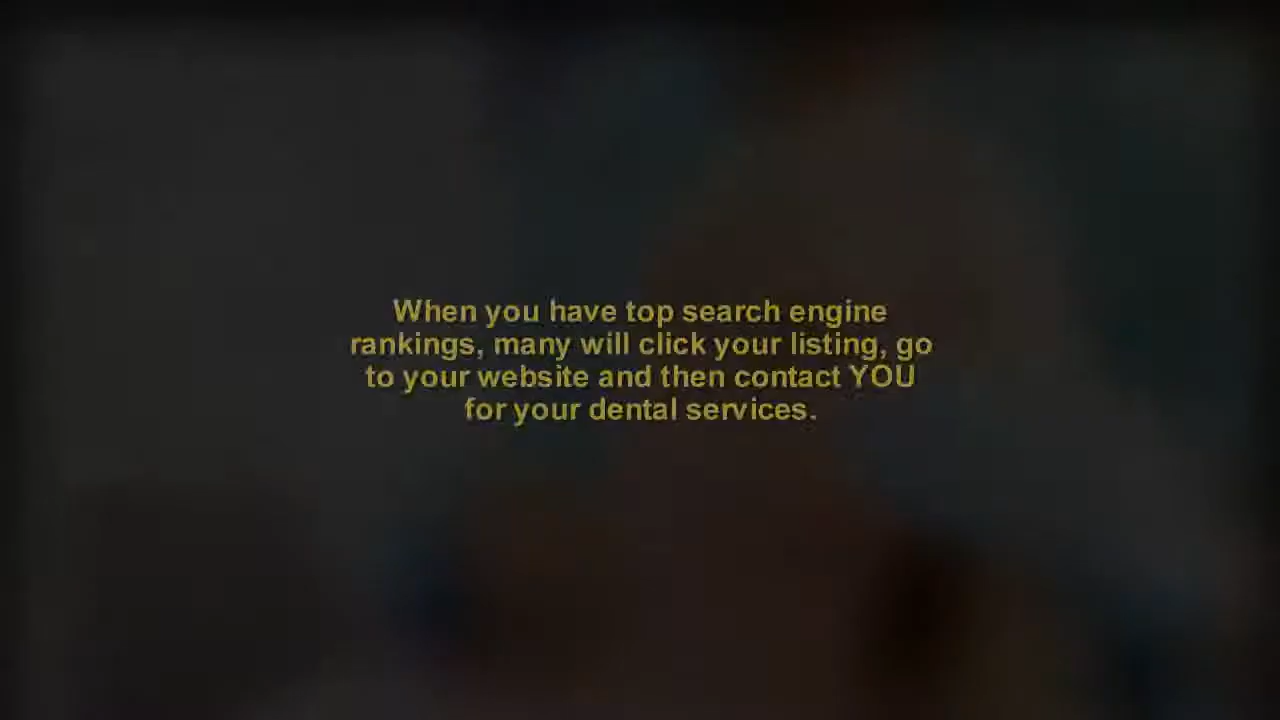 When you have top search engine
rankings, many will click your listing, go
to your website and then contact YOU
for your dental services.